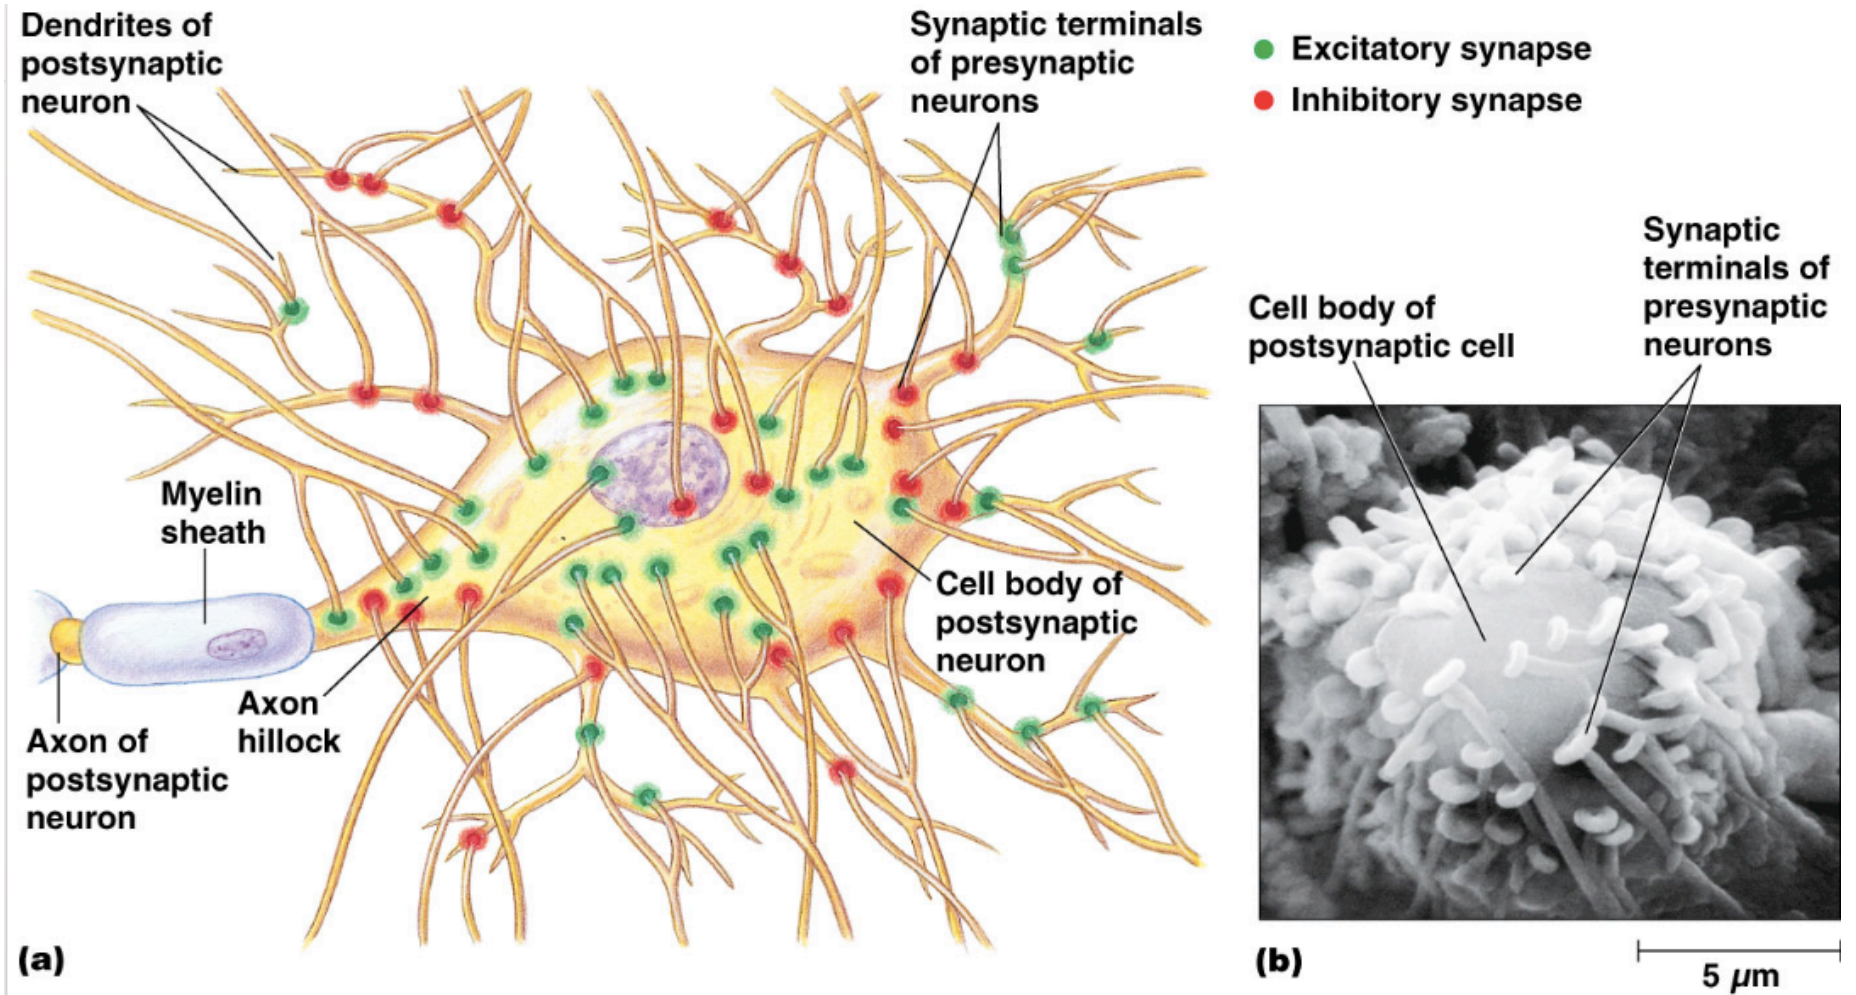 Dendrites of
postsynaptic
neuron
Synaptic terminals
of presynaptic
neurons
Excitatory synapse
Inhibitory synapse
Myelin
sheath
Cell body of
postsynaptic
neuron
Axon
hillock
Axon of
postsynaptic
neuron
(a)
Synaptic
terminals of
presynaptic
neurons
Cell body of
postsynaptic cell
(b)
5 μm